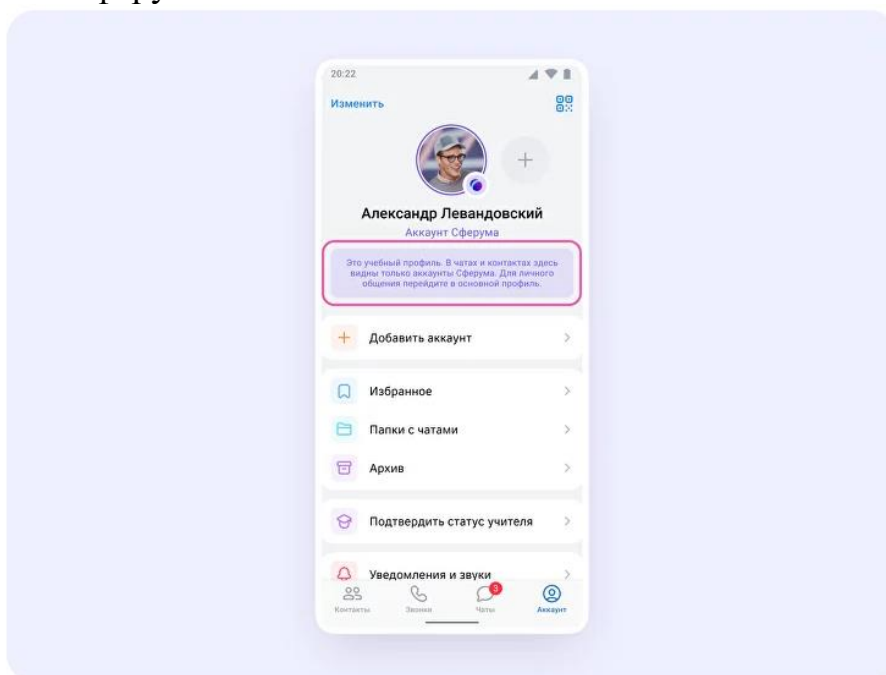 20:22
Изменить
Александр Левандовский
Аккаунт Сферума
Это учебный профиль. В чатах и контактах здесь
видны только аккаунты Сферума. Для личного
общения перейдите в основной профиль.
Добавить аккаунт
Избранное
Папки с чатами
Архив
Подтвердить статус учителя
Уведомления и звуки
3
Контакты Звонки Чаты Аккаунт